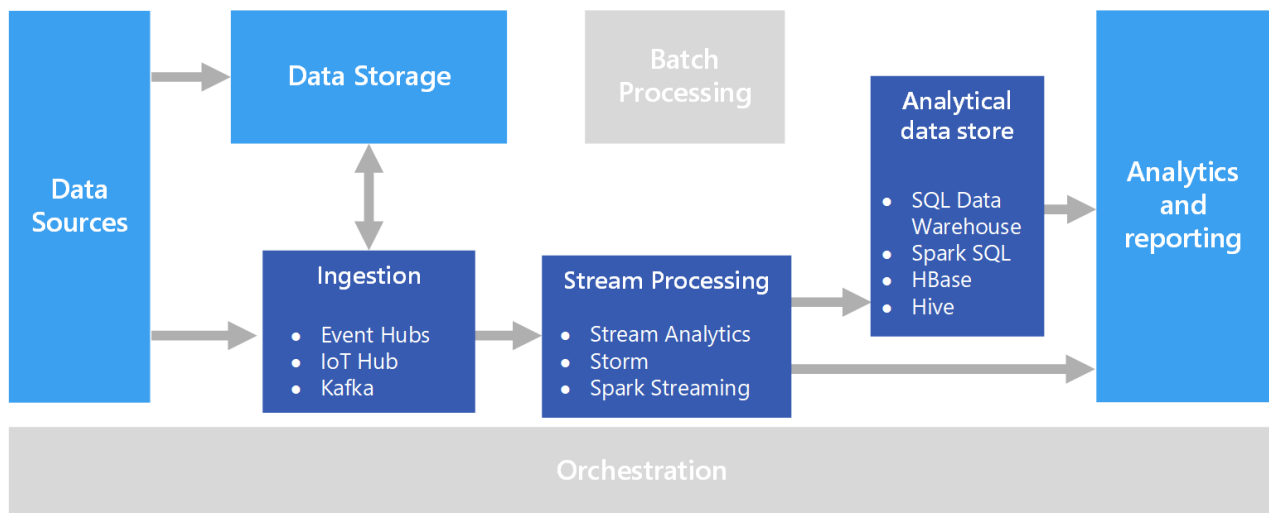 Data
Sources
Data Storage
Batch
Processing
Ingestion
• Event Hubs
• IoT Hub
• Kafka
Stream Processing
• Stream Analytics
• Storm
• Spark Streaming
Analytical
data store
• SQL Data
Warehouse
• Spark SQL
• HBase
• Hive
Analytics
and
reporting
Orchestration